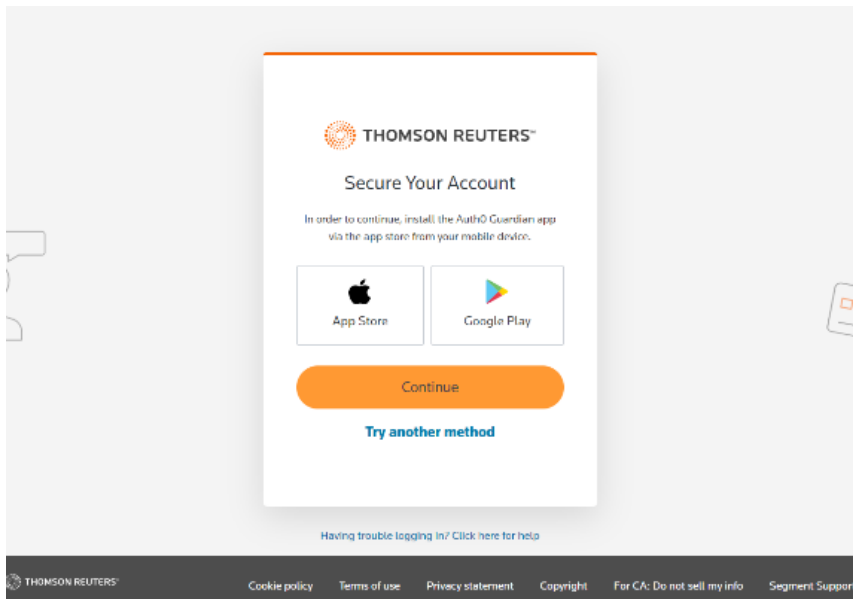 THOMSON REUTERS™
Secure Your Account
In order to continue, install the Auth0 Guardian app
via the app store from your mobile device.
App Store
Google Play
Continue
Try another method
Having trouble logging in? Click here for help
THOMSON REUTERS®
Cookie policy
Terms of use
Privacy statement
Copyright
For CA: Do not sell my info
Segment Support